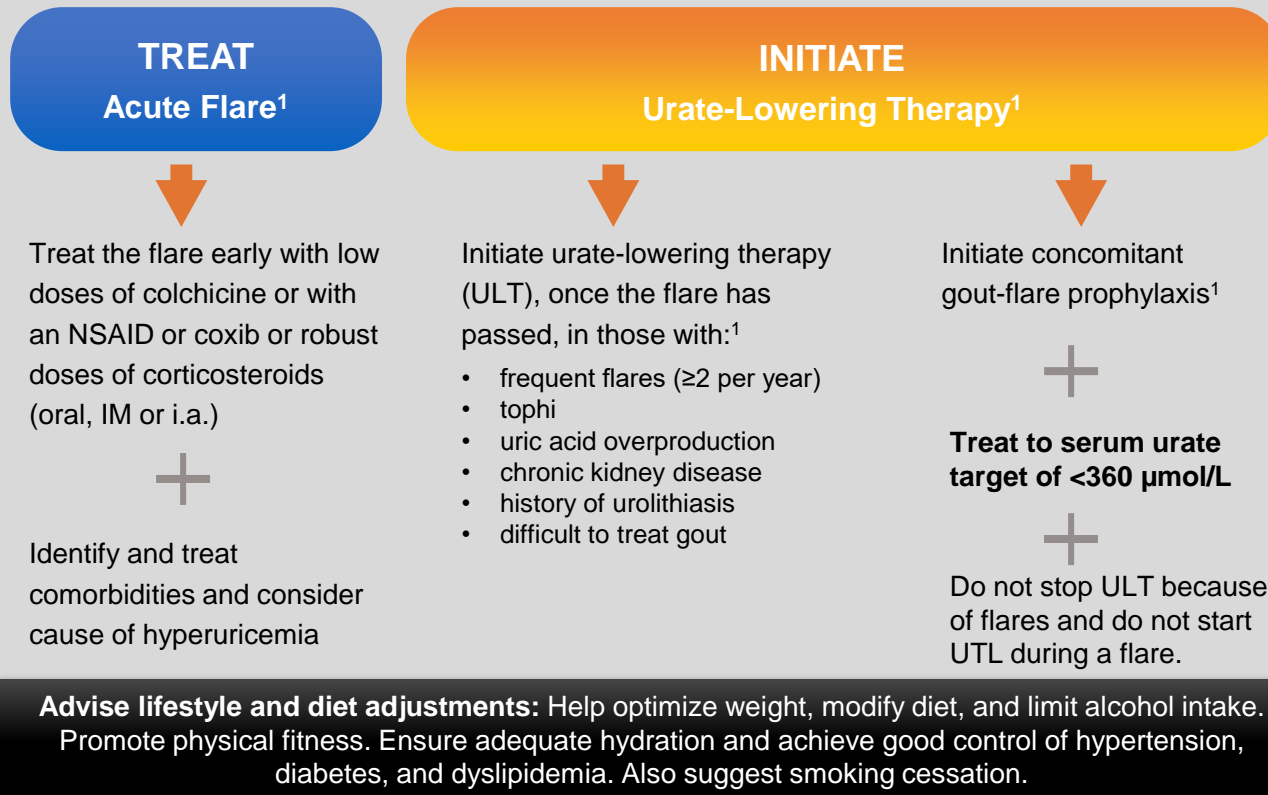 TREAT
Acute Flare¹
INITIATE
Urate-Lowering Therapy¹
Treat the flare early with low
doses of colchicine or with
an NSAID or coxib or robust
doses of corticosteroids
(oral, IM or i.a.)
+
Identify and treat
comorbidities and consider
cause of hyperuricemia
Initiate urate-lowering therapy
(ULT), once the flare has
passed, in those with:¹
• frequent flares (≥2 per year)
• tophi
• uric acid overproduction
• chronic kidney disease
• history of urolithiasis
• difficult to treat gout
Initiate concomitant
gout-flare prophylaxis¹
+
Treat to serum urate
target of <360 µmol/L
+
Do not stop ULT because
of flares and do not start
UTL during a flare.
Advise lifestyle and diet adjustments: Help optimize weight, modify diet, and limit alcohol intake.
Promote physical fitness. Ensure adequate hydration and achieve good control of hypertension,
diabetes, and dyslipidemia. Also suggest smoking cessation.